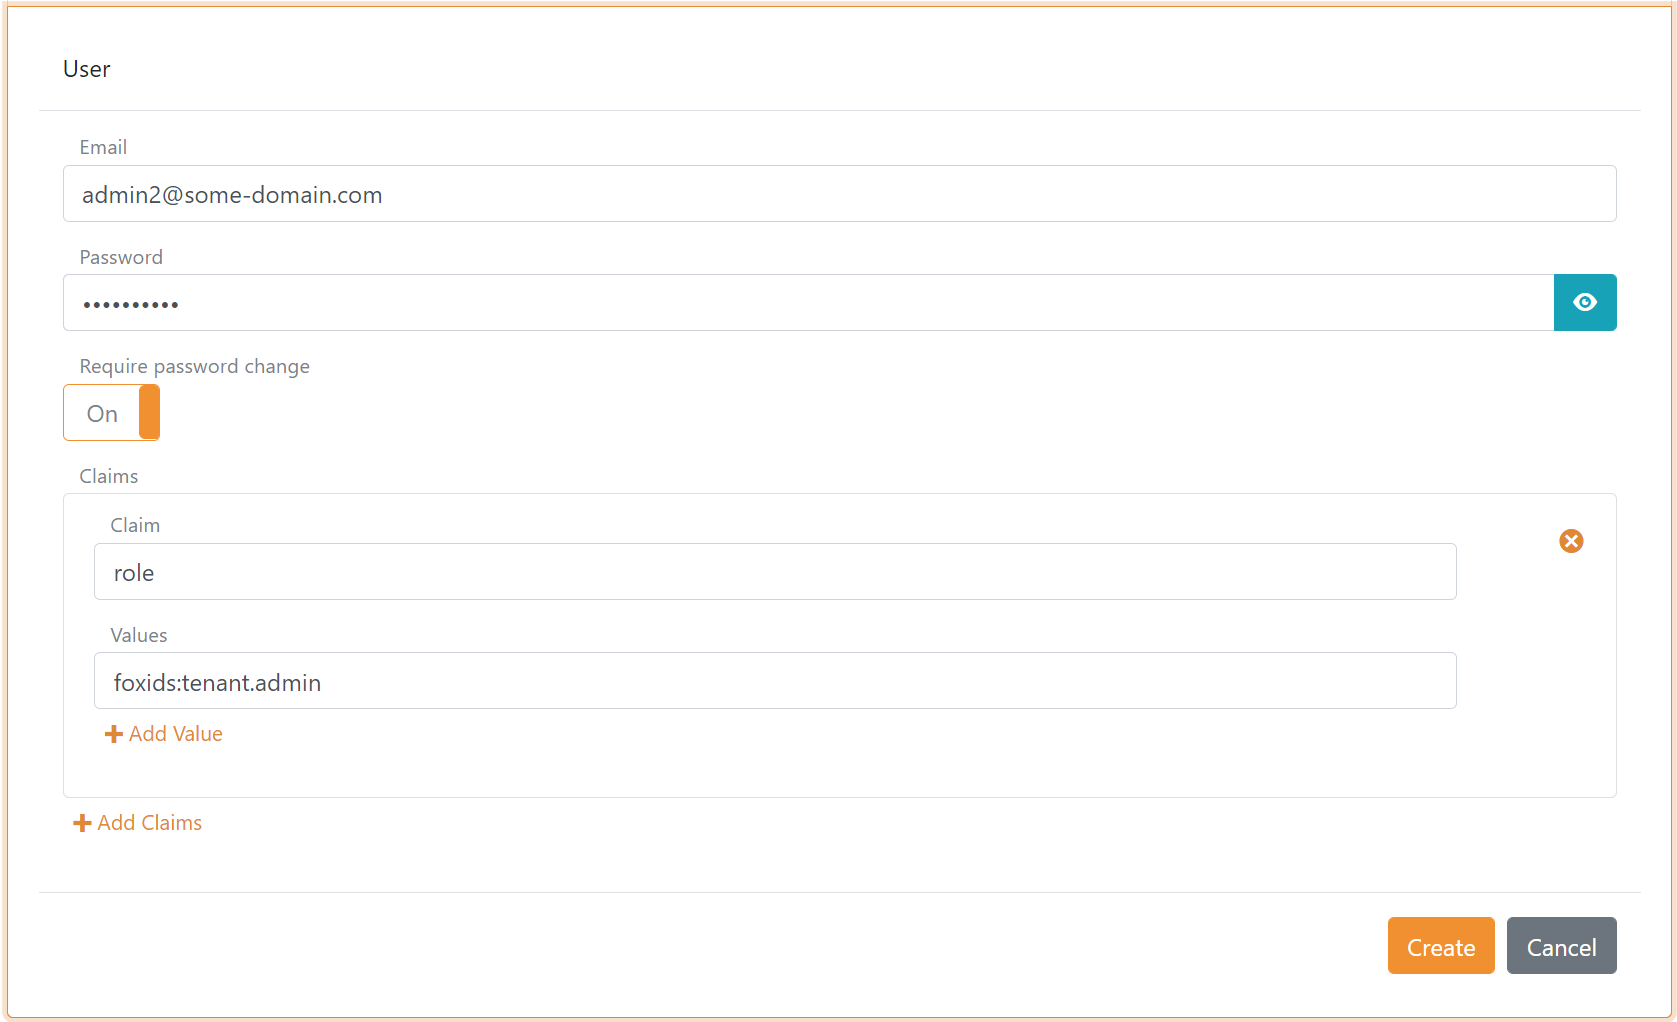 User
Email
admin2@some-domain.com
Password
••••••••••
Require password change
On
Claims
Claim
role
Values
foxids:tenant.admin
Add Value
Add Claims
Create Cancel